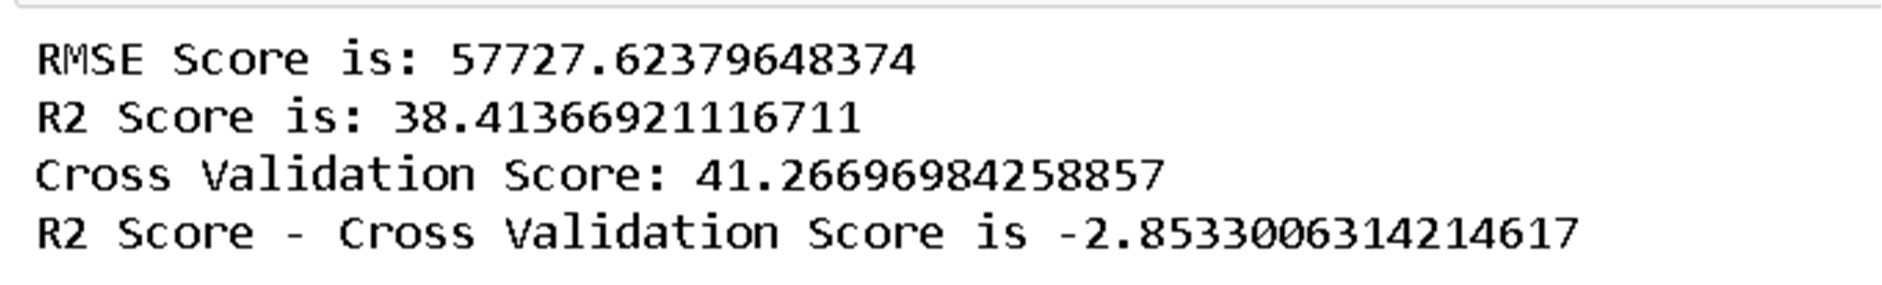 RMSE Score is: 57727.62379648374
R2 Score is: 38.41366921116711
Cross Validation Score: 41.26696984258857
R2 Score - Cross Validation Score is -2.8533006314214617